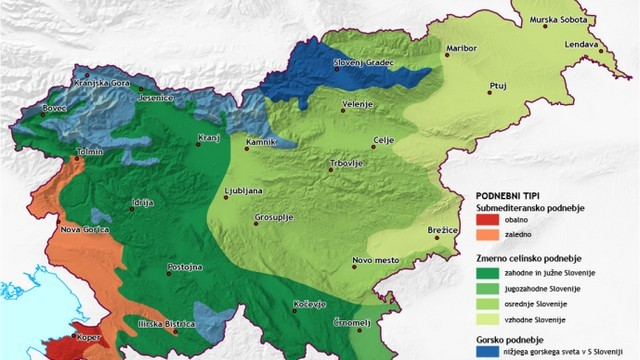 Murska Sobota
Lendava
Maribor
Slovenj Gradec
Kranjska Gora
Ptuj
Jesenice
Bovec
Velenje
Kranj
Kamnik
Celje
Tolmin
Trbovlje
Ljubljana
Idrija
Grosuplje
Nova Gorica
Brežice
Postojna
Novo mesto
Kočevje
Ilirska Bistrica
Črnomelj
Koper
PODNEBNI TIPI
Submediteransko podnebje
obalno
zaledno
Zmerno celinsko podnebje
zahodne in južne Slovenije
jugozahodne Slovenije
osrednje Slovenije
vzhodne Slovenije
Gorsko podnebje
nižjega gorskega sveta v S Sloveniji